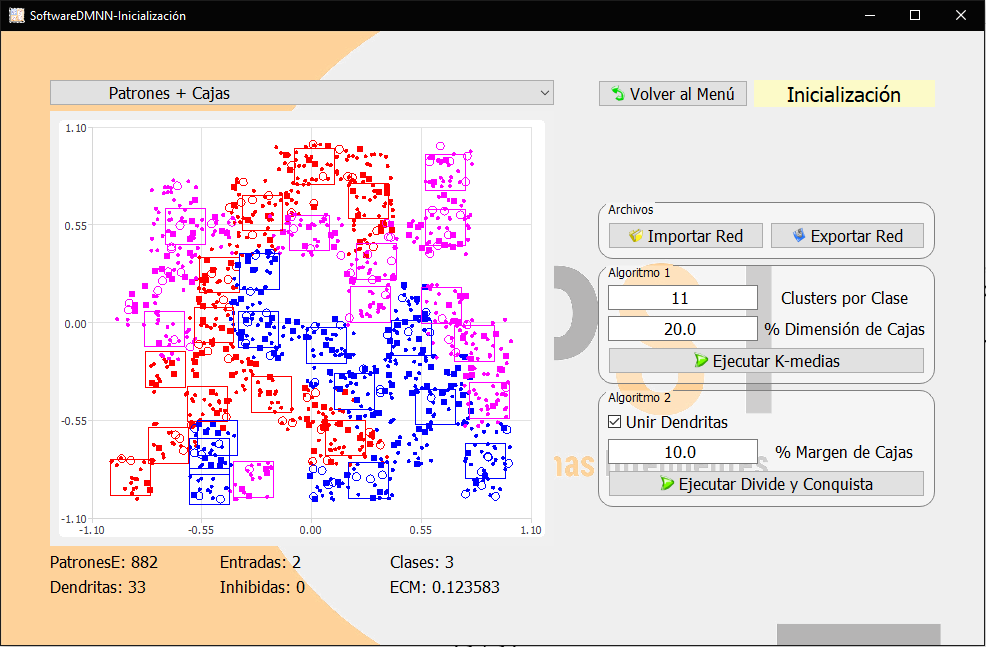 SoftwareDMNN-Inicialización
Patrones + Cajas
Volver al Menú
Inicialización
1.10
0.55
0.00
-0.55
-1.10
-1.10
-0.55
0.00
0.55
1.10
Archivos
Importar Red
Exportar Red
Algoritmo 1
11
Clusters por Clase
20.0
% Dimensión de Cajas
Ejecutar K-medias
Algoritmo 2
Unir Dendritas
10.0
% Margen de Cajas
Ejecutar Divide y Conquista
PatronesE: 882
Entradas: 2
Clases: 3
Dendritas: 33
Inhibidas: 0
ECM: 0.123583